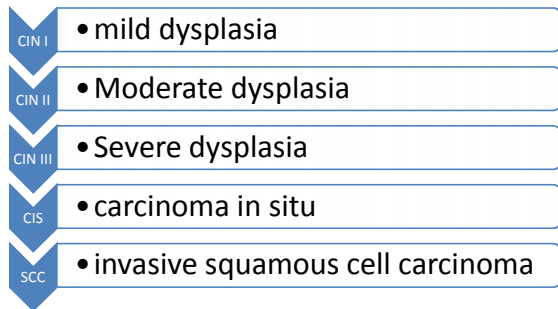 CIN I
• mild dysplasia
CIN II
• Moderate dysplasia
CIN III
• Severe dysplasia
CIS
• carcinoma in situ
SCC
• invasive squamous cell carcinoma